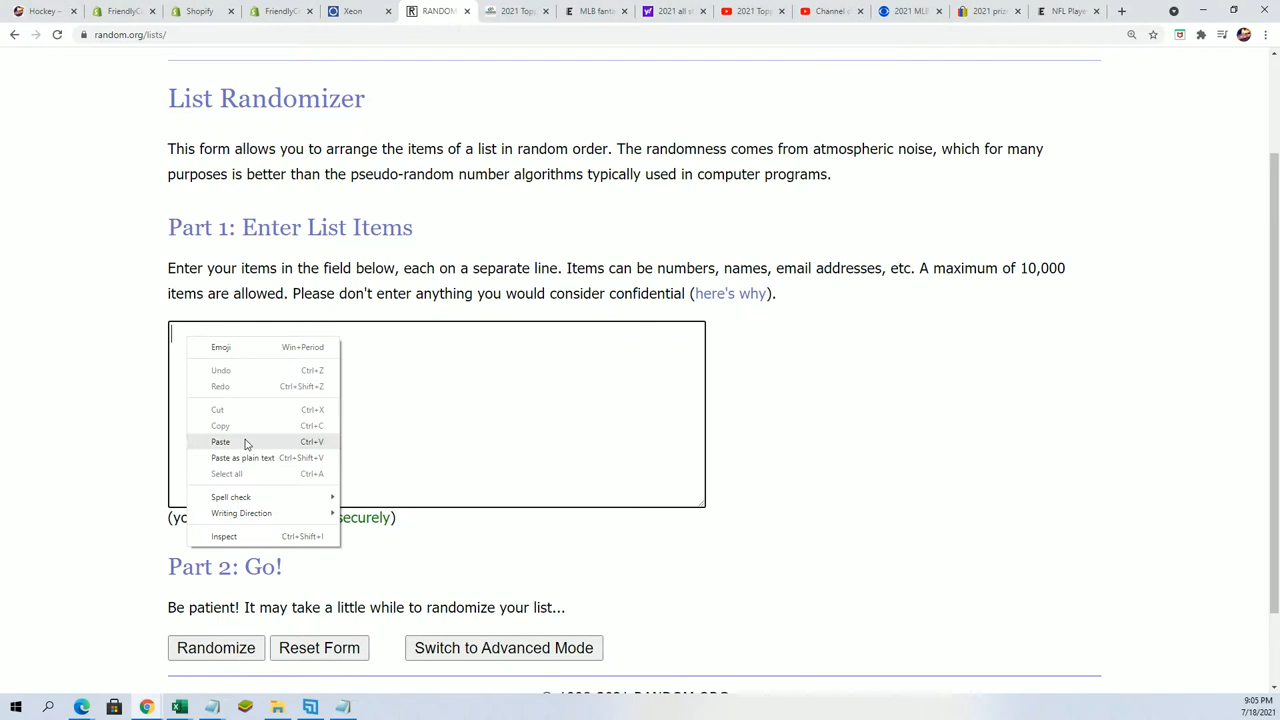 Hockey –
FriendlyC
Shopify
FriendlyC
Xeon
RANDOM
2021 Topp
MLB fant
2021 all s
2021 Topp
Channel c
2021 MLB
2021 priz
NFL Playe
random.org/lists/
List Randomizer
This form allows you to arrange the items of a list in random order. The randomness comes from atmospheric noise, which for many
purposes is better than the pseudo-random number algorithms typically used in computer programs.
Part 1: Enter List Items
Enter your items in the field below, each on a separate line. Items can be numbers, names, email addresses, etc. A maximum of 10,000
items are allowed. Please don't enter anything you would consider confidential (here's why).
Emoji Win+Period
Undo Ctrl+Z
Redo Ctrl+Shift+Z
Cut Ctrl+X
Copy Ctrl+C
Paste Ctrl+V
Paste as plain text Ctrl+Shift+V
Select all Ctrl+A
Spell check
Writing Direction
Inspect Ctrl+Shift+I
(yo securely)
Part 2: Go!
Be patient! It may take a little while to randomize your list...
Randomize Reset Form Switch to Advanced Mode
9:05 PM
7/18/2021